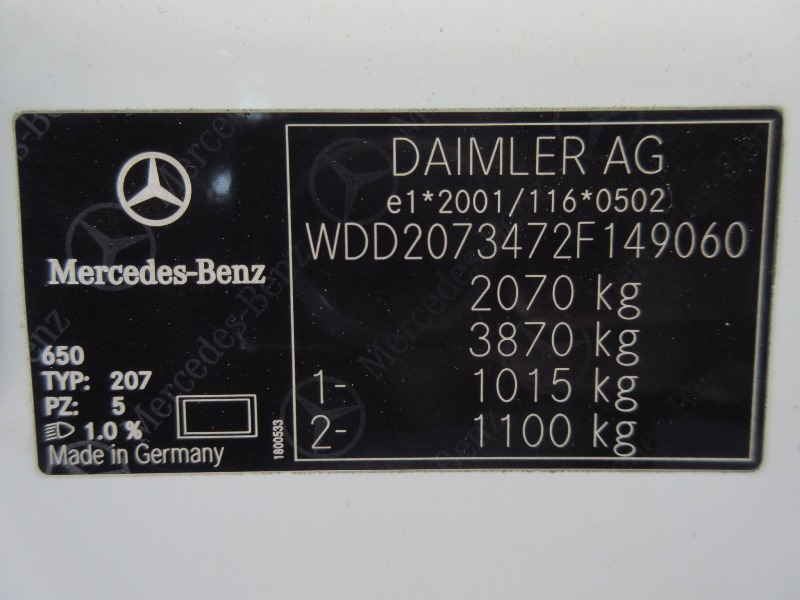 Mercedes-Benz
650
TYP: 207
PZ: 5
1.0 %
Made in Germany
1800533
DAIMLER AG
e1*2001/116*0502
WDD2073472F149060
2070 kg
3870 kg
1- 1015 kg
2- 1100 kg